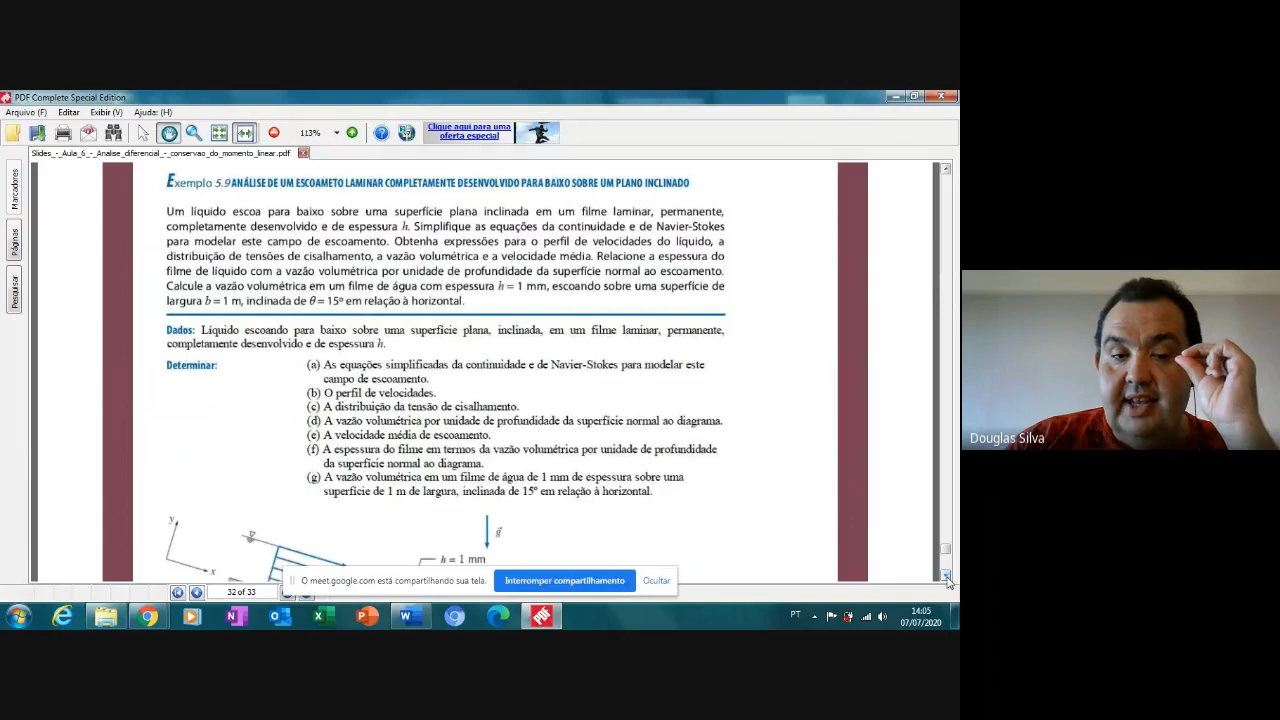 PDF Complete Special Edition
Arquivo (F) Editar Exibir (V) Ajuda: (H)
113%
Clique aqui para uma
oferta especial
Slides_-_Aula_6_-_Analise_diferencial_-_conservao_do_momento_linear.pdf
Marcadores
Páginas
Pesquisar
Exemplo 5.9 ANÁLISE DE UM ESCOAMETO LAMINAR COMPLETAMENTE DESENVOLVIDO PARA BAIXO SOBRE UM PLANO INCLINADO
Um líquido escoa para baixo sobre uma superfície plana inclinada em um filme laminar, permanente,
completamente desenvolvido e de espessura h. Simplifique as equações da continuidade e de Navier-Stokes
para modelar este campo de escoamento. Obtenha expressões para o perfil de velocidades do líquido, a
distribuição de tensões de cisalhamento, a vazão volumétrica e a velocidade média. Relacione a espessura do
filme de líquido com a vazão volumétrica por unidade de profundidade da superfície normal ao escoamento.
Calcule a vazão volumétrica em um filme de água com espessura h = 1 mm, escoando sobre uma superfície de
largura b = 1 m, inclinada de θ = 15º em relação à horizontal.
Dados: Líquido escoando para baixo sobre uma superfície plana, inclinada, em um filme laminar, permanente,
completamente desenvolvido e de espessura h.
Determinar: (a) As equações simplificadas da continuidade e de Navier-Stokes para modelar este
campo de escoamento.
(b) O perfil de velocidades.
(c) A distribuição da tensão de cisalhamento.
(d) A vazão volumétrica por unidade de profundidade da superfície normal ao diagrama.
(e) A velocidade média de escoamento.
(f) A espessura do filme em termos da vazão volumétrica por unidade de profundidade
da superfície normal ao diagrama.
(g) A vazão volumétrica em um filme de água de 1 mm de espessura sobre uma
superfície de 1 m de largura, inclinada de 15º em relação à horizontal.
y
x
g
h = 1 mm
O meet.google.com está compartilhando sua tela.
Interromper compartilhamento
Ocultar
32 of 33
PT
14:05
07/07/2020
Douglas Silva